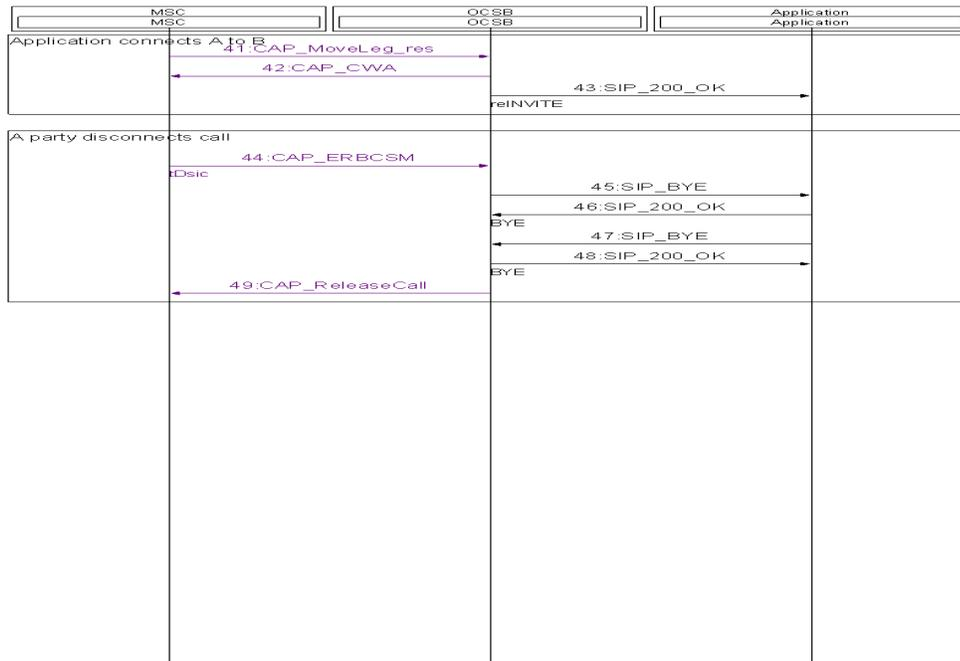 MSC OCSB Application
MSC OCSB Application
Application connects A to B
41:CAP_MoveLeg_res
42:CAP_CWA
43:SIP_200_OK
reINVITE
A party disconnects call
44:CAP_ERBCSM
tDsic
45:SIP_BYE
46:SIP_200_OK
BYE
47:SIP_BYE
48:SIP_200_OK
BYE
49:CAP_ReleaseCall